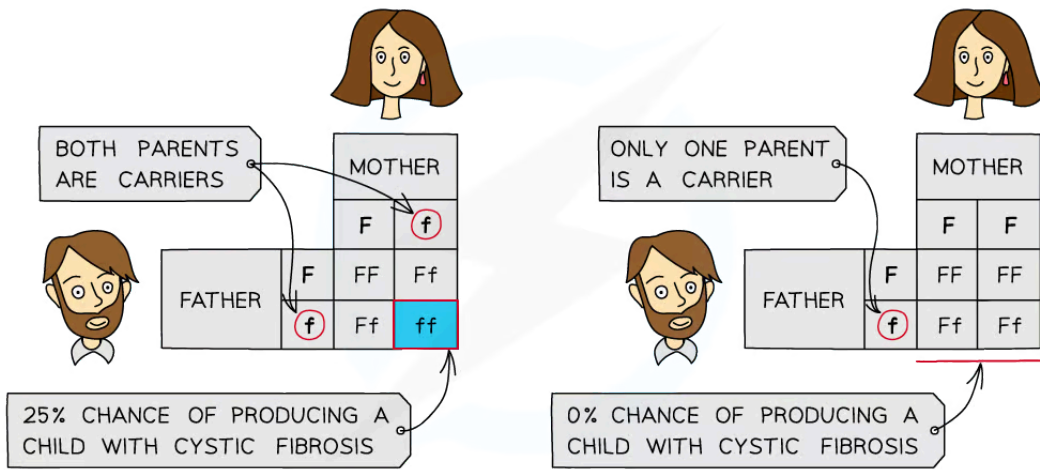 BOTH PARENTS
ARE CARRIERS
MOTHER
F f
F FF Ff
FATHER
f Ff ff
25% CHANCE OF PRODUCING A
CHILD WITH CYSTIC FIBROSIS
ONLY ONE PARENT
IS A CARRIER
MOTHER
F F
F FF FF
FATHER
f Ff Ff
0% CHANCE OF PRODUCING A
CHILD WITH CYSTIC FIBROSIS